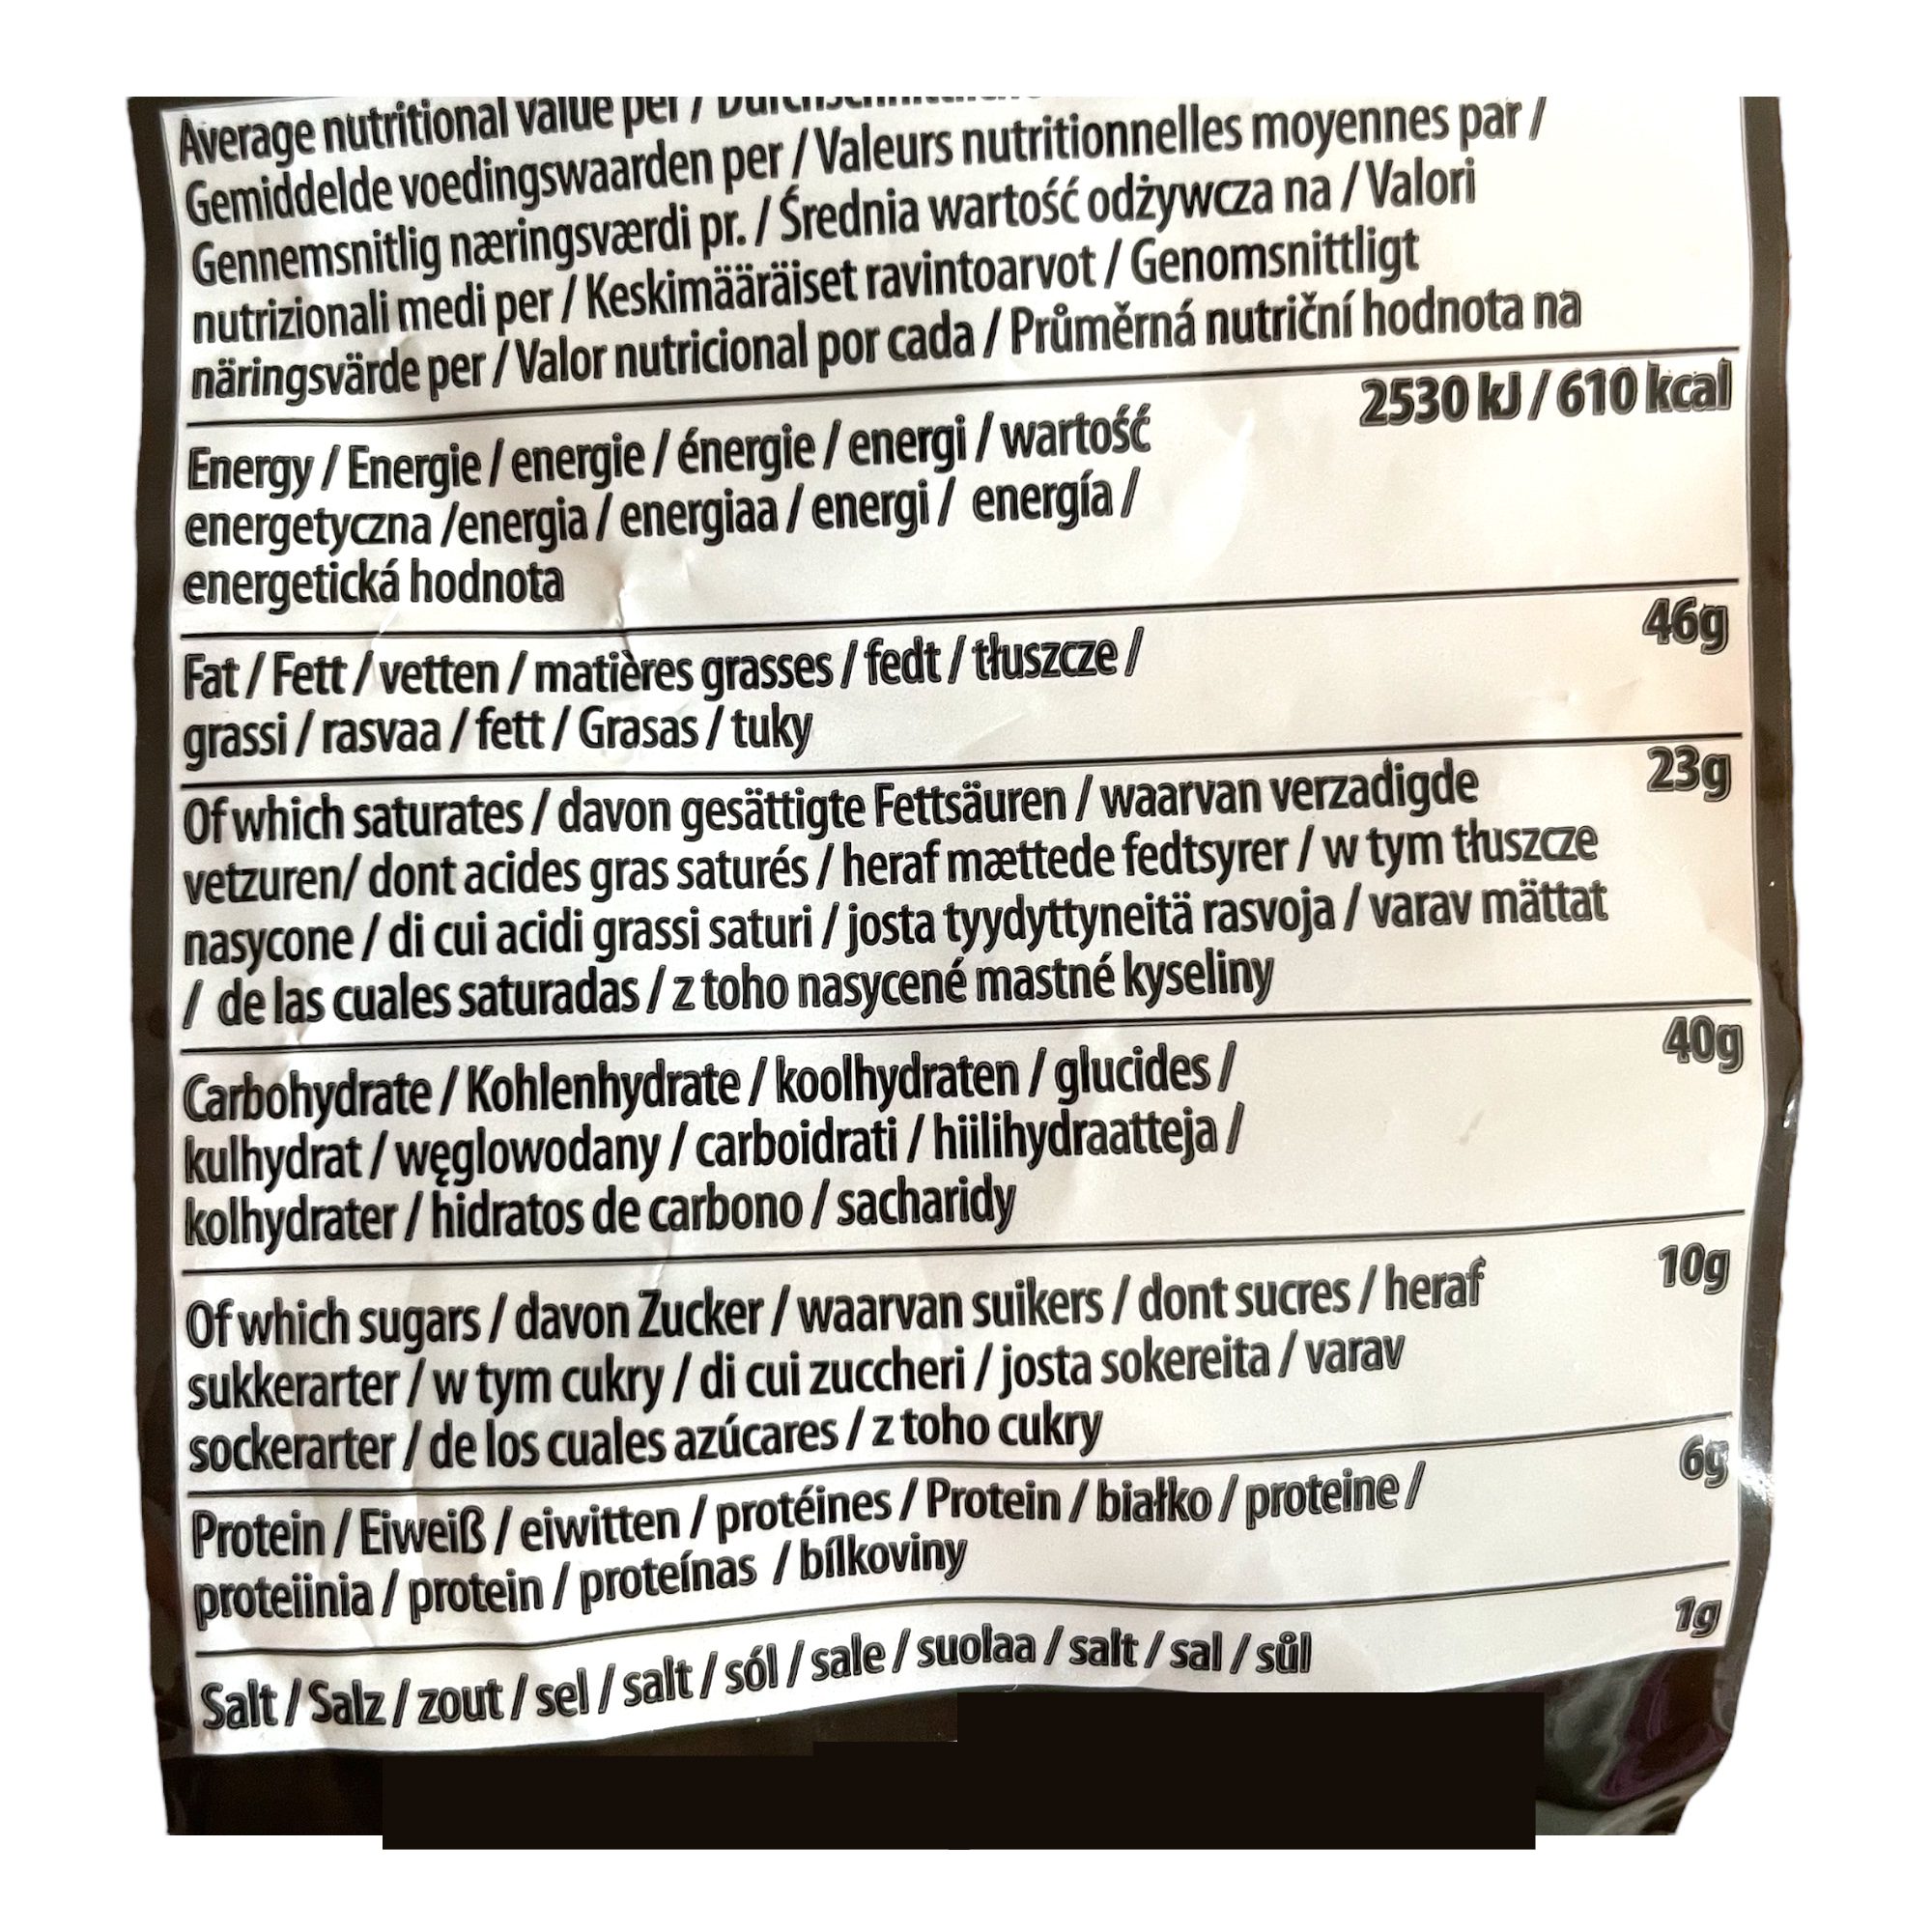 Average nutritional value per /
Gemiddelde voedingswaarden per / Valeurs nutritionnelles moyennes par /
Gennemsnitlig næringsværdi pr. / Średnia wartość odżywcza na / Valori
nutrizionali medi per / Keskimääräiset ravintoarvot / Genomsnittligt
näringsvärde per / Valor nutricional por cada / Průměrná nutriční hodnota na
Energy / Energie / energie / énergie / energi / wartość 2530 kJ / 610 kcal
energetyczna /energia / energiaa / energi / energía /
energetická hodnota
Fat / Fett / vetten / matières grasses / fedt / tłuszcze / 46g
grassi / rasvaa / fett / Grasas / tuky
Of which saturates / davon gesättigte Fettsäuren / waarvan verzadigde 23g
vetzuren/ dont acides gras saturés / heraf mættede fedtsyrer / w tym tłuszcze
nasycone / di cui acidi grassi saturi / josta tyydyttyneitä rasvoja / varav mättat
/ de las cuales saturadas / z toho nasycené mastné kyseliny
Carbohydrate / Kohlenhydrate / koolhydraten / glucides / 40g
kulhydrat / węglowodany / carboidrati / hiilihydraatteja /
kolhydrater / hidratos de carbono / sacharidy
Of which sugars / davon Zucker / waarvan suikers / dont sucres / heraf 10g
sukkerarter / w tym cukry / di cui zuccheri / josta sokereita / varav
sockerarter / de los cuales azúcares / z toho cukry
Protein / Eiweiß / eiwitten / protéines / Protein / białko / proteine / 6g
proteiinia / protein / proteínas / bílkoviny
Salt / Salz / zout / sel / salt / sól / sale / suolaa / salt / sal / sůl 1g